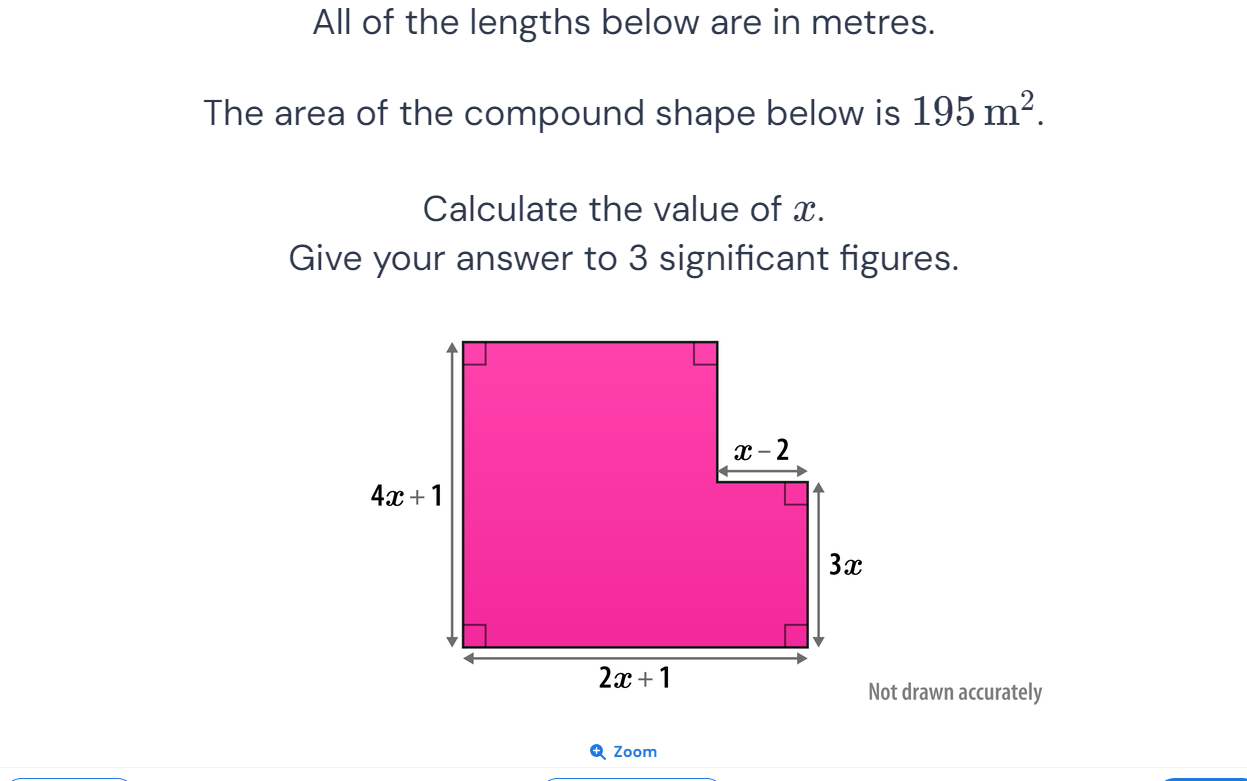 All of the lengths below are in metres.
The area of the compound shape below is 195 m².
Calculate the value of x.
Give your answer to 3 significant figures.
x – 2
4x + 1
3x
2x + 1
Not drawn accurately
Zoom